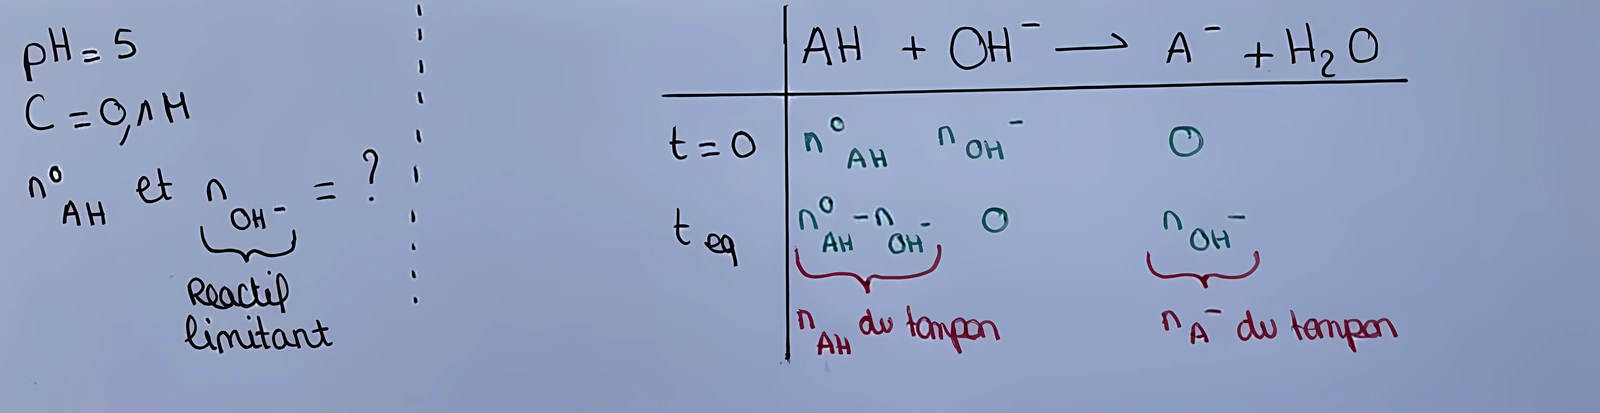 pH = 5
C = 0,1 M
n°AH et nOH⁻ = ?
Reactif
limitant
AH + OH⁻ → A⁻ + H₂O
t = 0 n°AH nOH⁻ 0
t eq n°AH - nOH⁻ 0 nOH⁻
nAH du tampon nA⁻ du tampon